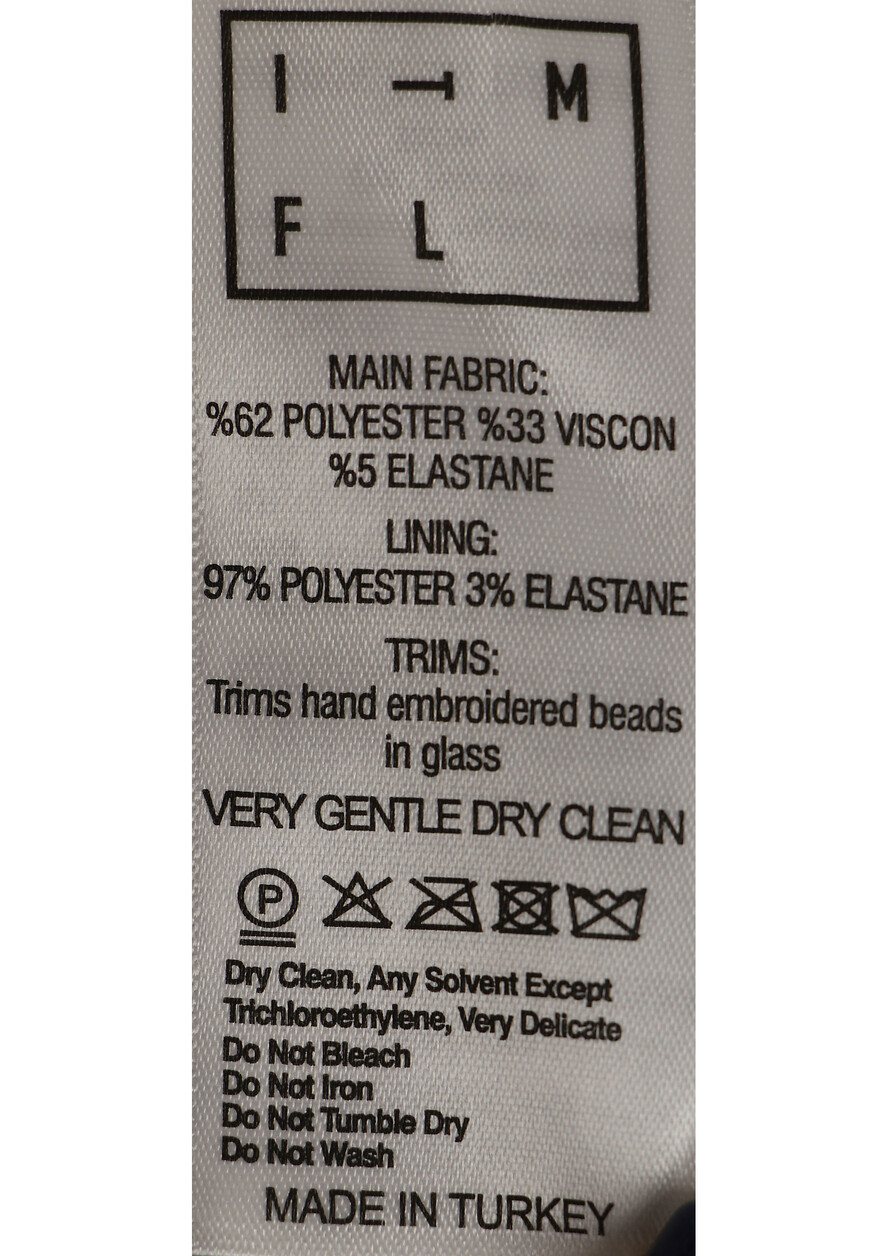 I T M
F L
MAIN FABRIC:
%62 POLYESTER %33 VISCON
%5 ELASTANE
LINING:
97% POLYESTER 3% ELASTANE
TRIMS:
Trims hand embroidered beads
in glass
VERY GENTLE DRY CLEAN
P
Dry Clean, Any Solvent Except
Trichloroethylene, Very Delicate
Do Not Bleach
Do Not Iron
Do Not Tumble Dry
Do Not Wash
MADE IN TURKEY